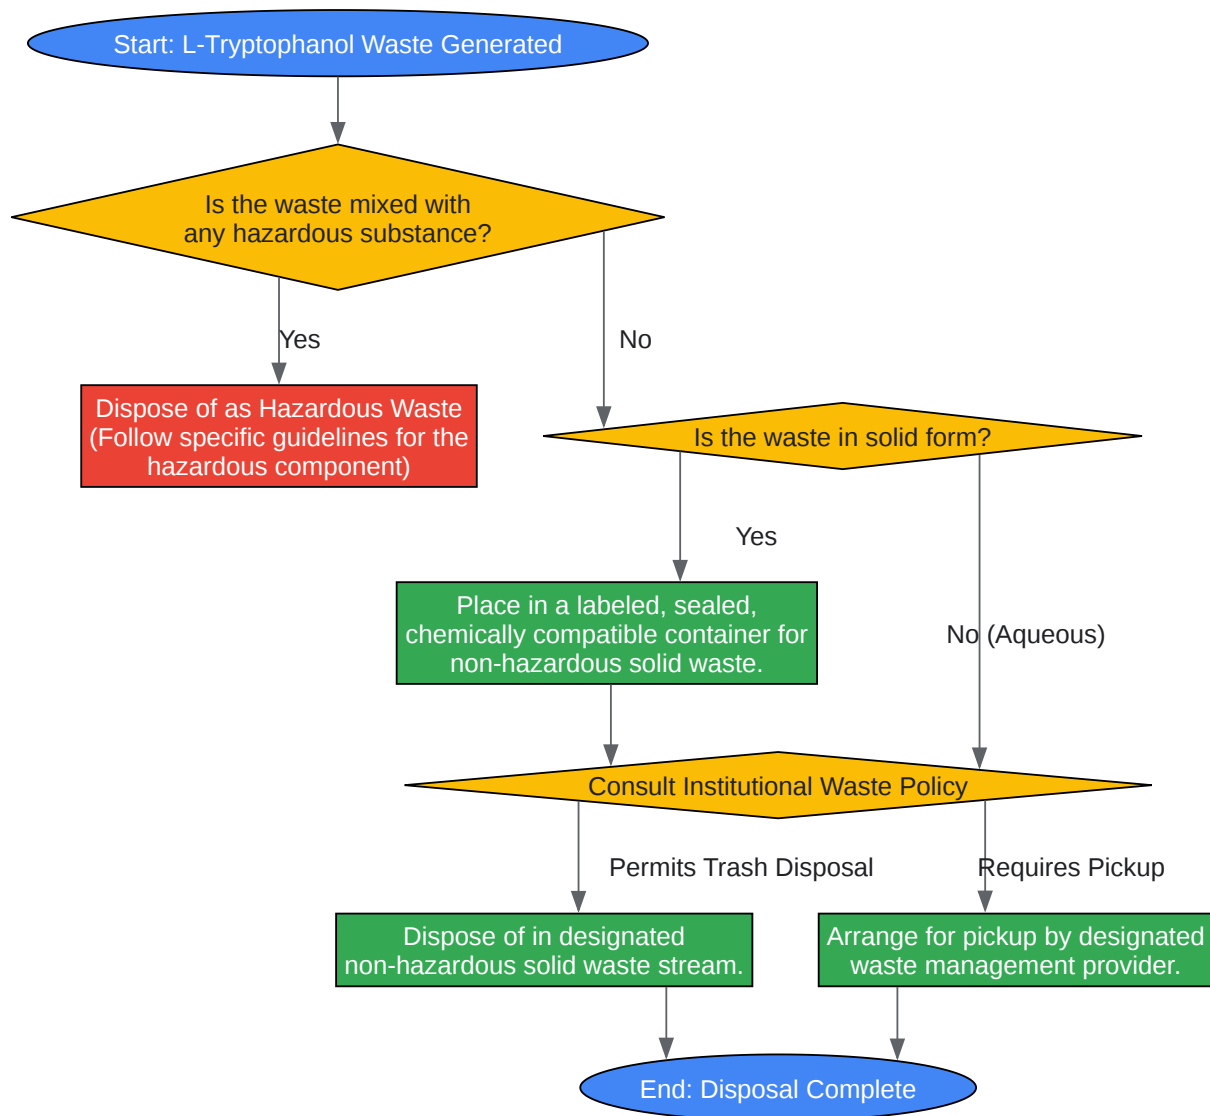 Start: L-Tryptophanol Waste Generated
Is the waste mixed with
any hazardous substance?
Yes
No
Dispose of as Hazardous Waste
(Follow specific guidelines for the
hazardous component)
Is the waste in solid form?
Yes
Place in a labeled, sealed,
chemically compatible container for
non-hazardous solid waste.
No (Aqueous)
Consult Institutional Waste Policy
Permits Trash Disposal
Requires Pickup
Dispose of in designated
non-hazardous solid waste stream.
Arrange for pickup by designated
waste management provider.
End: Disposal Complete